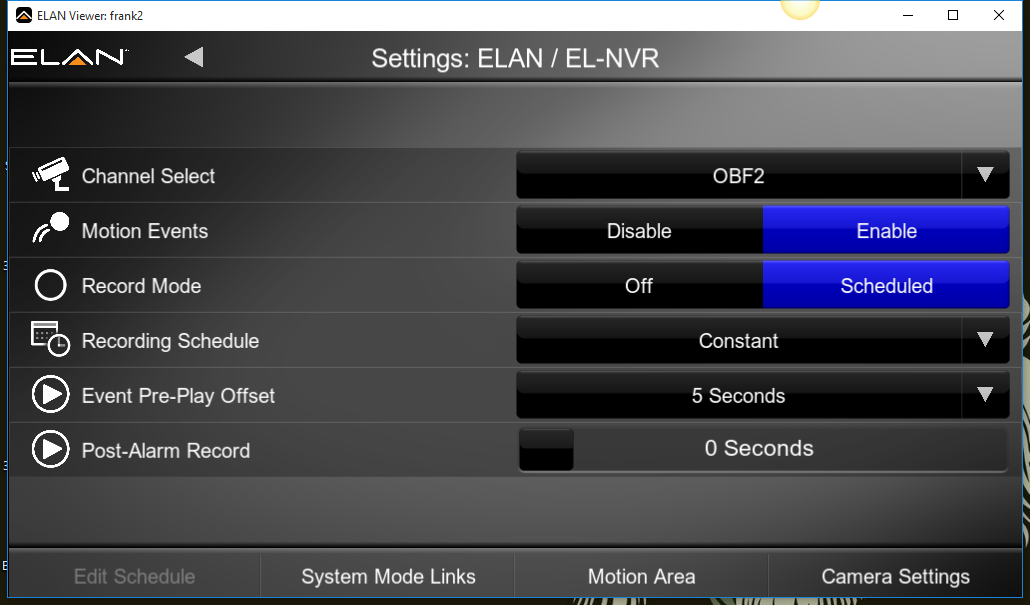 ELAN Viewer: frank2
ELAN
Settings: ELAN / EL-NVR
Channel Select
OBF2
Motion Events
Disable
Enable
Record Mode
Off
Scheduled
Recording Schedule
Constant
Event Pre-Play Offset
5 Seconds
Post-Alarm Record
0 Seconds
Edit Schedule
System Mode Links
Motion Area
Camera Settings